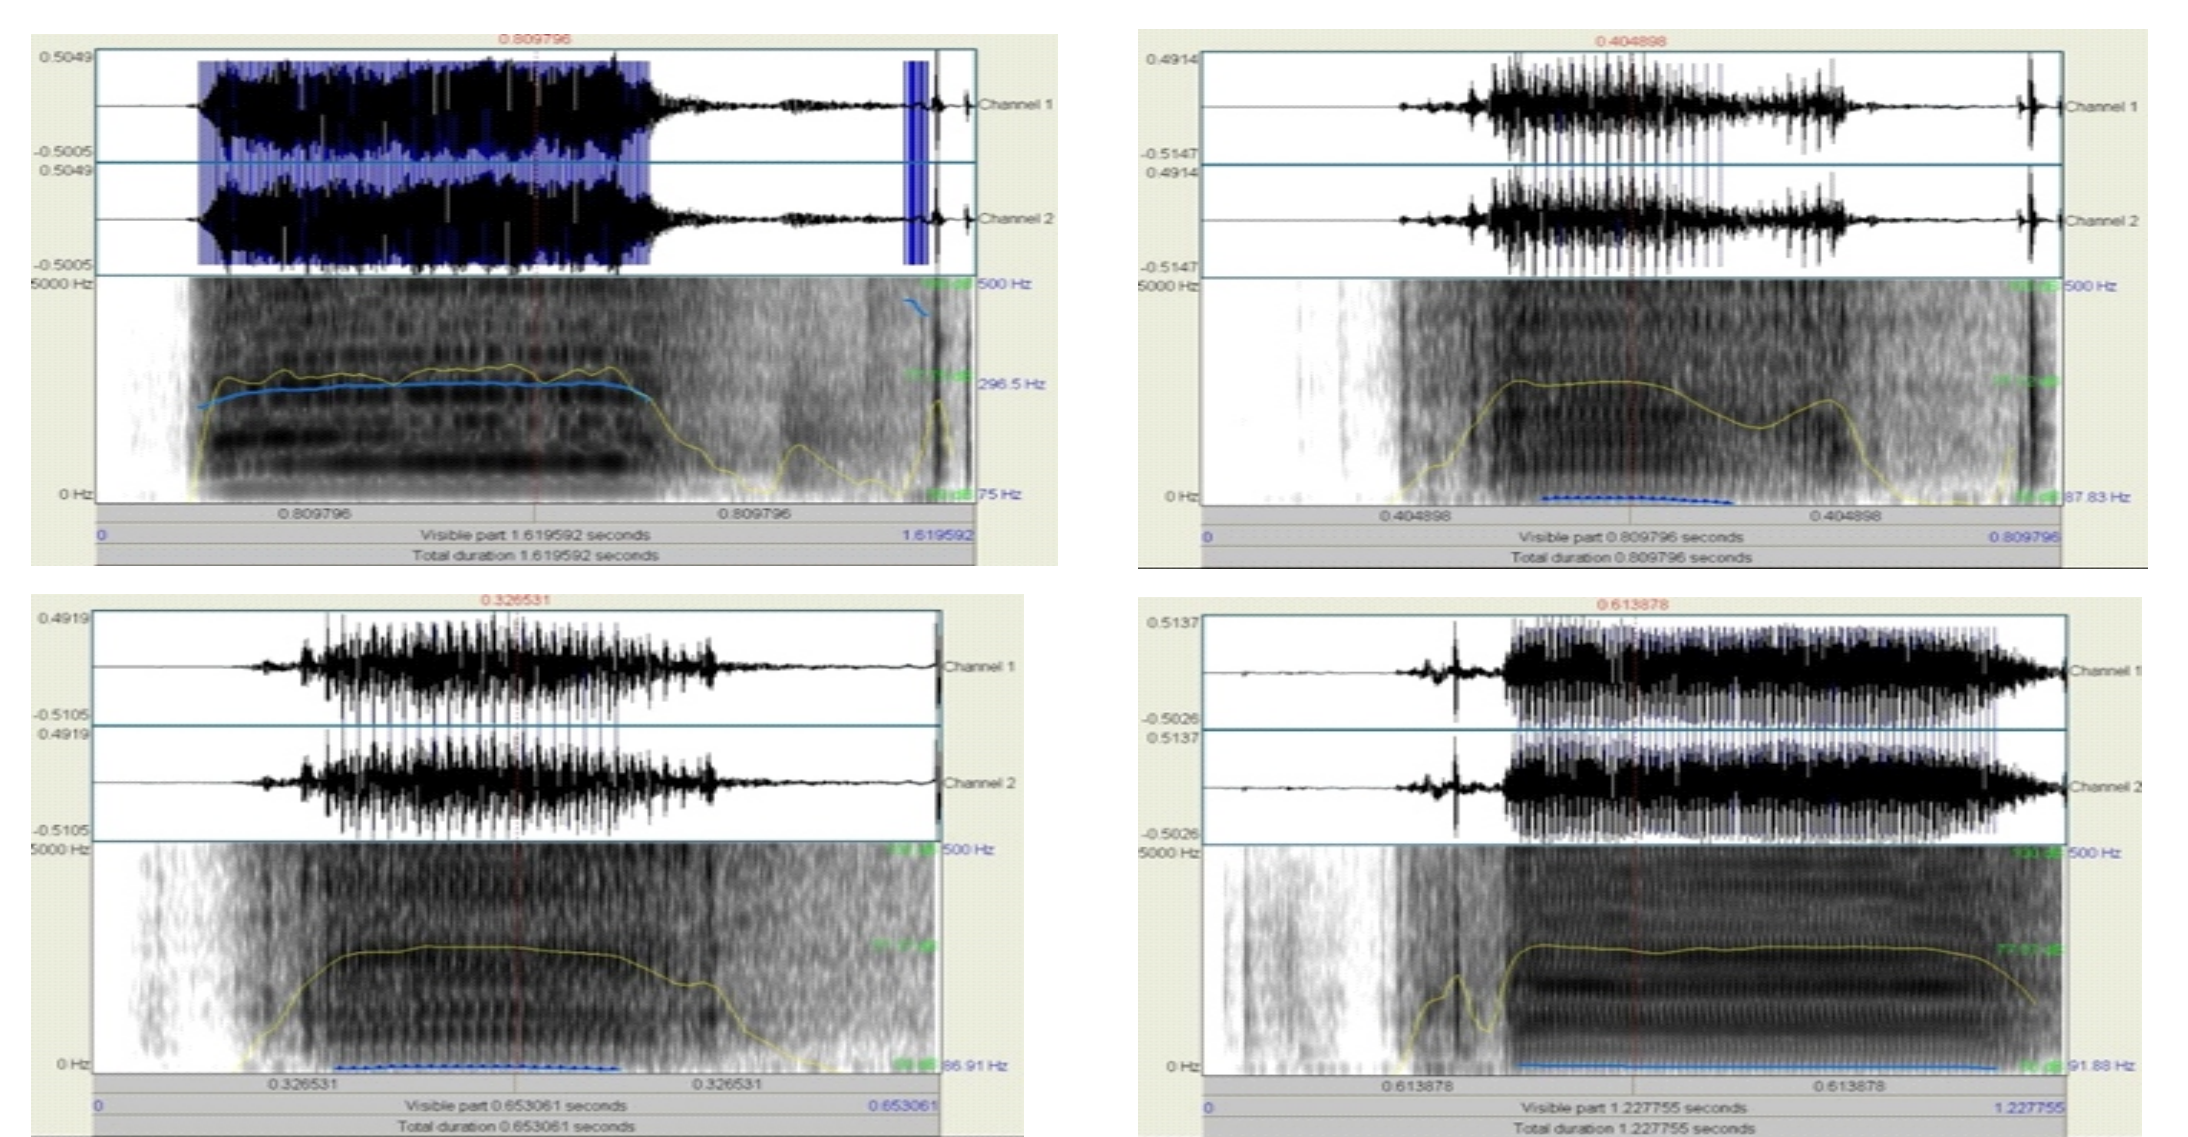 0.809796
0.5049
Channel 1
-0.5005
0.5049
Channel 2
-0.5005
5000 Hz
500 Hz
296.5 Hz
0 Hz
75 Hz
0.809796 0.809796
0 Visible part 1.619592 seconds 1.619592
Total duration 1.619592 seconds
0.404898
0.4914
Channel 1
-0.5147
0.4914
Channel 2
-0.5147
5000 Hz
500 Hz
0 Hz
87.83 Hz
0.404898 0.404898
0 Visible part 0.809796 seconds 0.809796
Total duration 0.809796 seconds
0.326531
0.4919
Channel 1
-0.5105
0.4919
Channel 2
-0.5105
5000 Hz
500 Hz
0 Hz
86.91 Hz
0.326531 0.326531
0 Visible part 0.653061 seconds 0.653061
Total duration 0.653061 seconds
0.613878
0.5137
Channel 1
-0.5026
0.5137
Channel 2
-0.5026
5000 Hz
500 Hz
0 Hz
91.88 Hz
0.613878 0.613878
0 Visible part 1.227755 seconds 1.227755
Total duration 1.227755 seconds